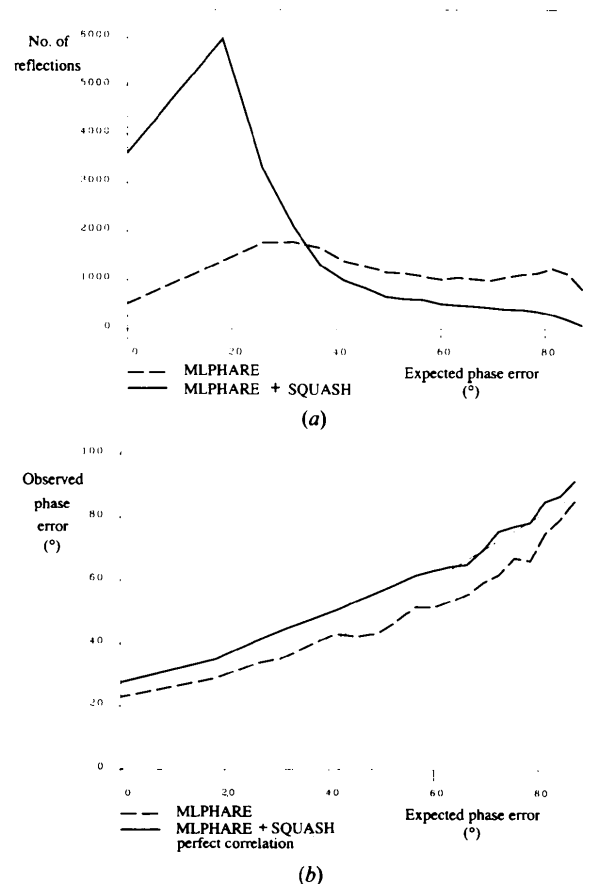 No. of
reflections
6000
5000
4000
3000
2000
1000
0
0 20 40 60 80
MLPHARE
MLPHARE + SQUASH
Expected phase error
(°)
(a)
Observed
phase
error
(°)
100
80
60
40
20
0
0 20 40 60 80
MLPHARE
MLPHARE + SQUASH
perfect correlation
Expected phase error
(°)
(b)